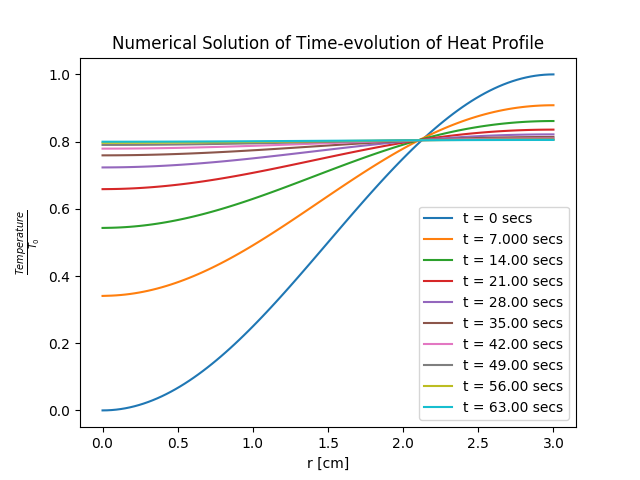 Numerical Solution of Time-evolution of Heat Profile
1.0
0.8
0.6
0.4
0.2
0.0
Temperature
T0
t = 0 secs
t = 7.000 secs
t = 14.00 secs
t = 21.00 secs
t = 28.00 secs
t = 35.00 secs
t = 42.00 secs
t = 49.00 secs
t = 56.00 secs
t = 63.00 secs
0.0 0.5 1.0 1.5 2.0 2.5 3.0
r [cm]